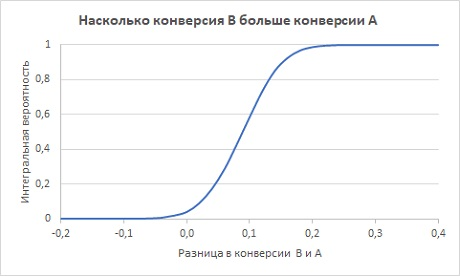 Насколько конверсия В больше конверсии А
Интегральная вероятность
1
0,8
0,6
0,4
0,2
0
-0,2 -0,1 0,0 0,1 0,2 0,3 0,4
Разница в конверсии В и А